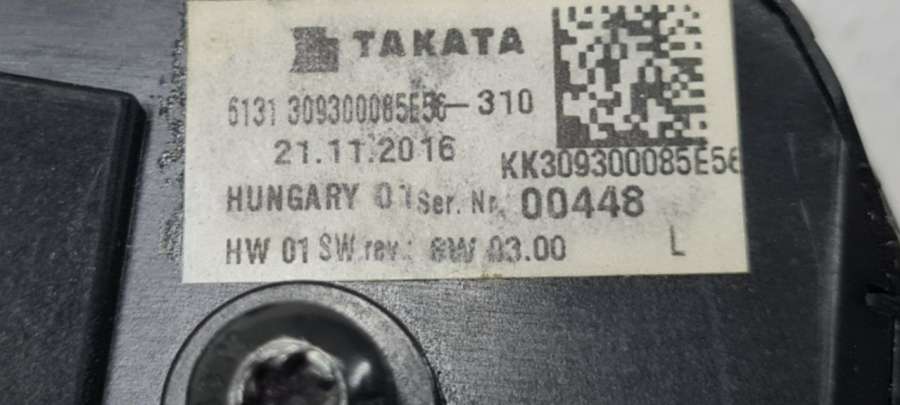 TAKATA
6131 309300085E56-310
21.11.2016
KK309300085E56
HUNGARY 01 Ser. Nr. 00448
HW 01 SW rev.: SW 03.00 L